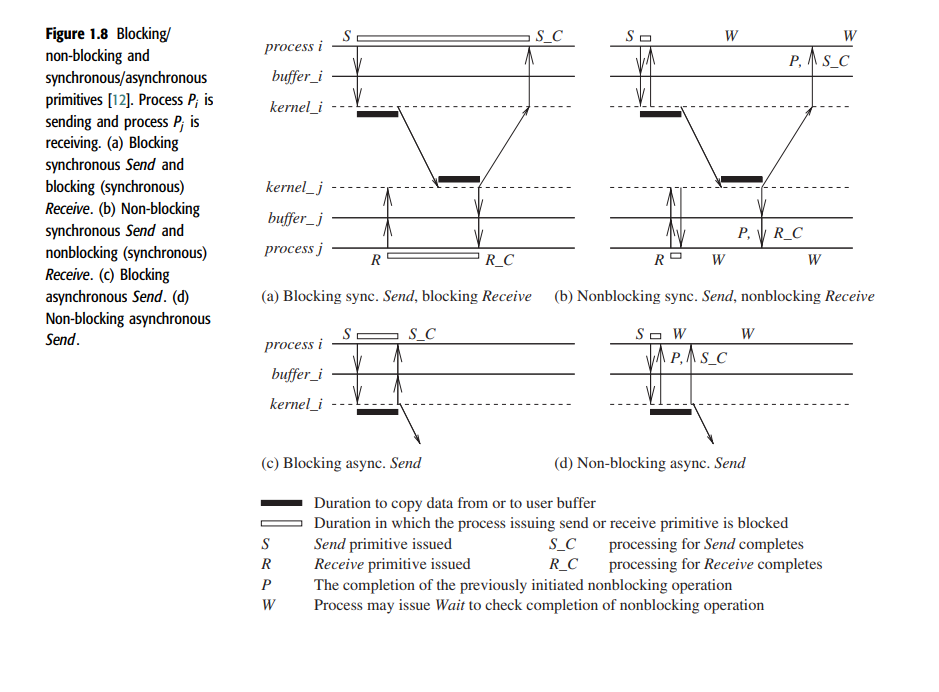 Figure 1.8 Blocking/
non-blocking and
synchronous/asynchronous
primitives [12]. Process Pi is
sending and process Pj is
receiving. (a) Blocking
synchronous Send and
blocking (synchronous)
Receive. (b) Non-blocking
synchronous Send and
nonblocking (synchronous)
Receive. (c) Blocking
asynchronous Send. (d)
Non-blocking asynchronous
Send.
S S_C
process i
buffer_i
kernel_i
kernel_j
buffer_j
process j
R R_C
S W W
P, S_C
P, R_C
R W W
(a) Blocking sync. Send, blocking Receive
(b) Nonblocking sync. Send, nonblocking Receive
S S_C
process i
buffer_i
kernel_i
S W W
P, S_C
(c) Blocking async. Send
(d) Non-blocking async. Send
Duration to copy data from or to user buffer
Duration in which the process issuing send or receive primitive is blocked
S Send primitive issued S_C processing for Send completes
R Receive primitive issued R_C processing for Receive completes
P The completion of the previously initiated nonblocking operation
W Process may issue Wait to check completion of nonblocking operation